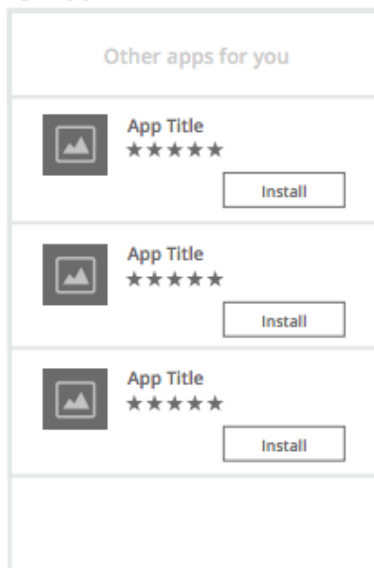 Other apps for you
App Title
★★★★★
Install
App Title
★★★★★
Install
App Title
★★★★★
Install